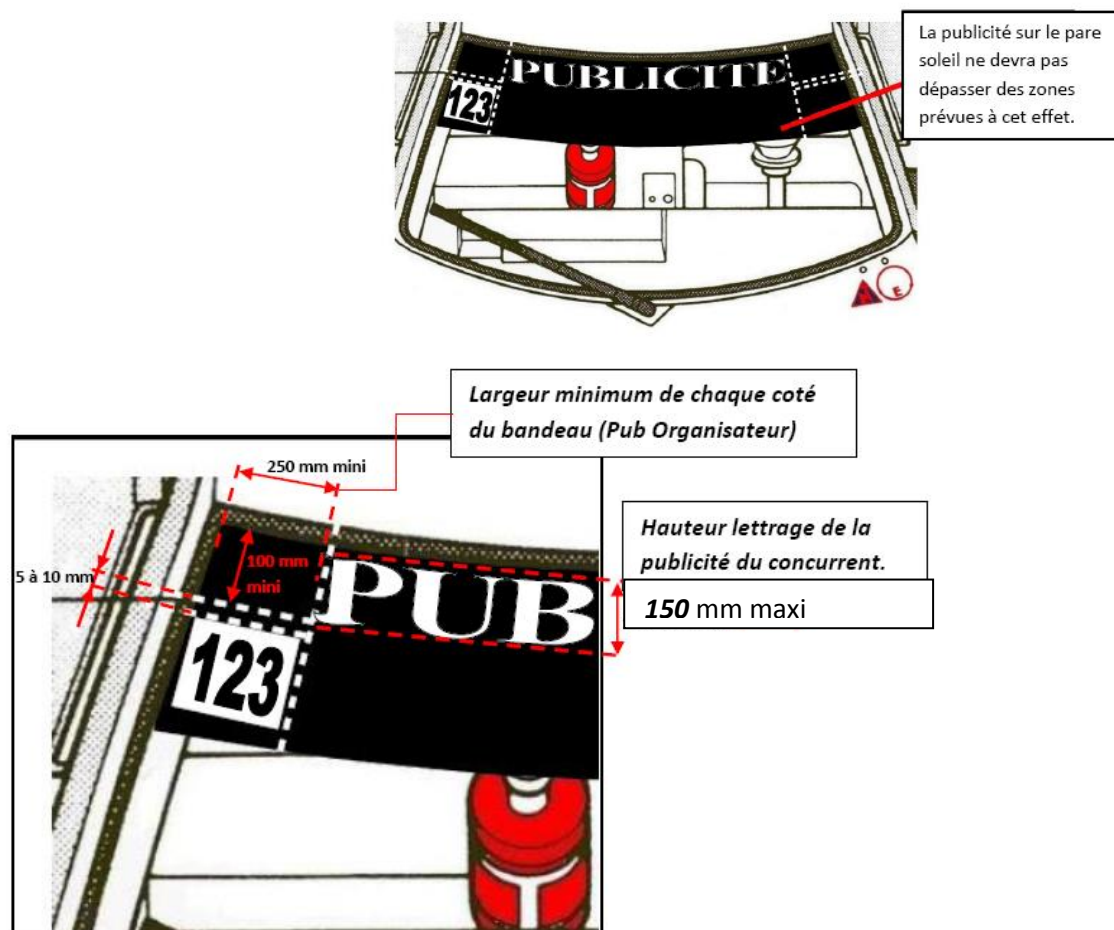 La publicité sur le pare
soleil ne devra pas
dépasser des zones
prévues à cet effet.
PUBLICITE
123
E
Largeur minimum de chaque coté
du bandeau (Pub Organisateur)
250 mm mini
Hauteur lettrage de la
publicité du concurrent.
150 mm maxi
100 mm
mini
5 à 10 mm
PUB
123